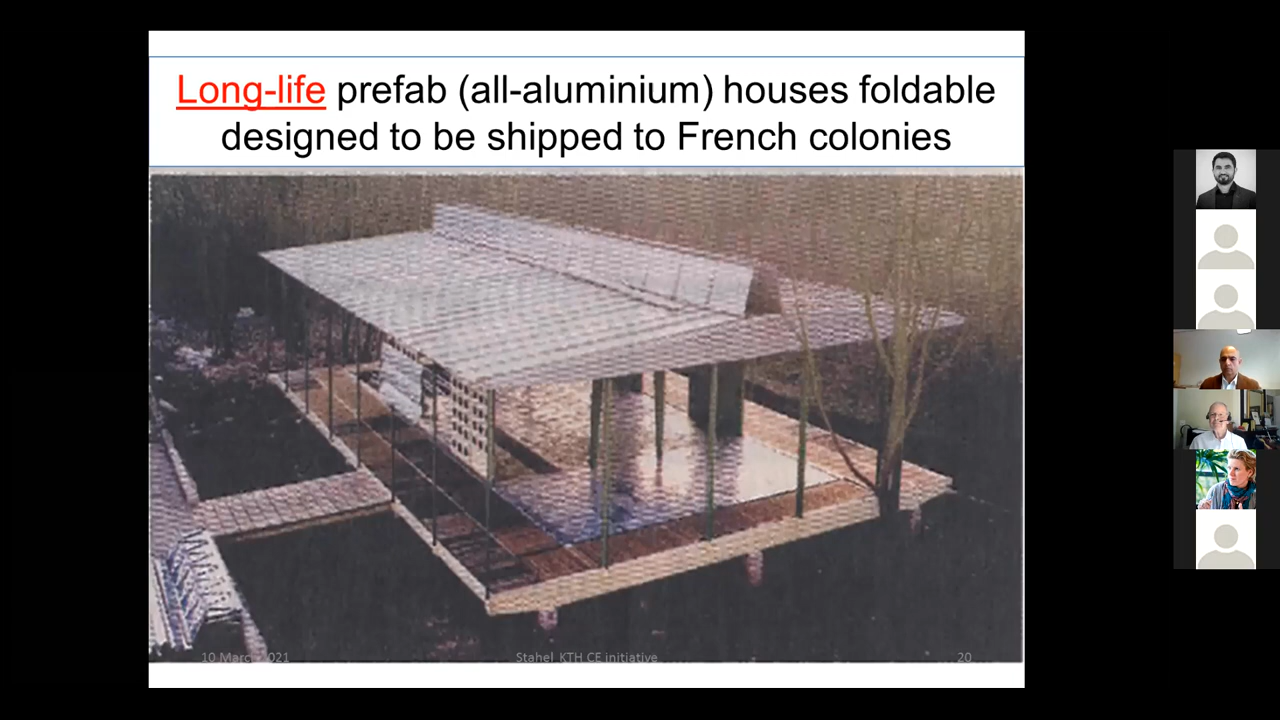 Long-life prefab (all-aluminium) houses foldable
designed to be shipped to French colonies
10 March 2021
Stahel KTH CE initiative
20